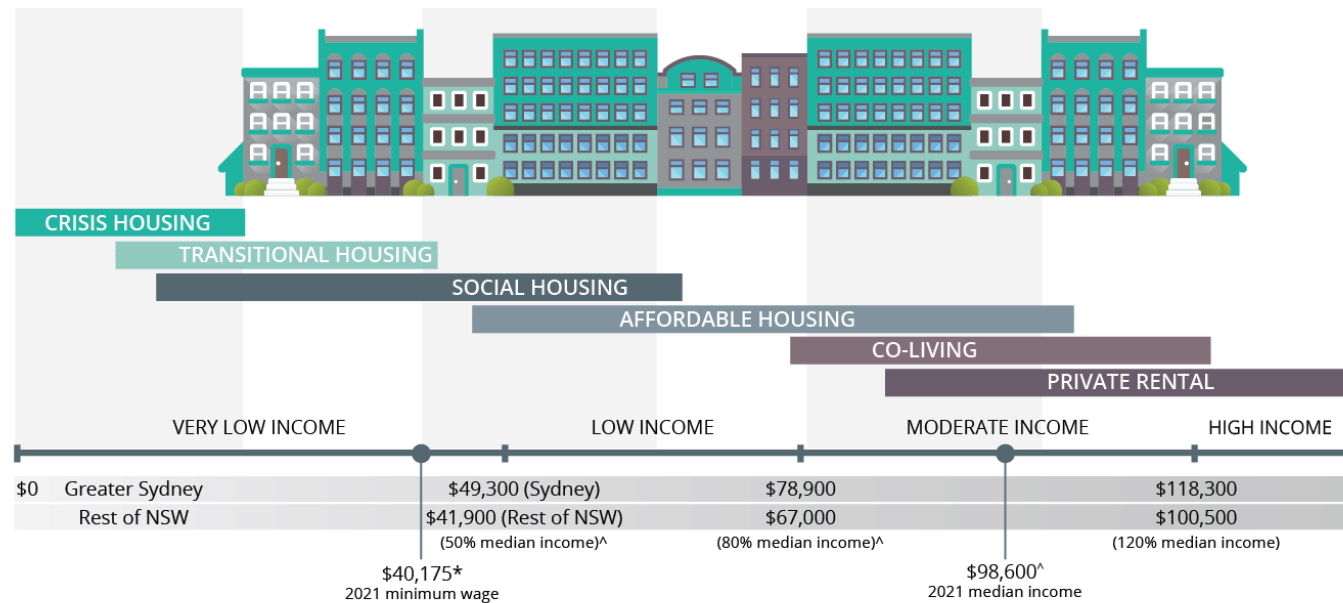 CRISIS HOUSING
TRANSITIONAL HOUSING
SOCIAL HOUSING
AFFORDABLE HOUSING
CO-LIVING
PRIVATE RENTAL
VERY LOW INCOME LOW INCOME MODERATE INCOME HIGH INCOME
$0 Greater Sydney $49,300 (Sydney) $78,900 $118,300
Rest of NSW $41,900 (Rest of NSW) $67,000 $100,500
(50% median income)^ (80% median income)^ (120% median income)
$40,175* $98,600^
2021 minimum wage 2021 median income